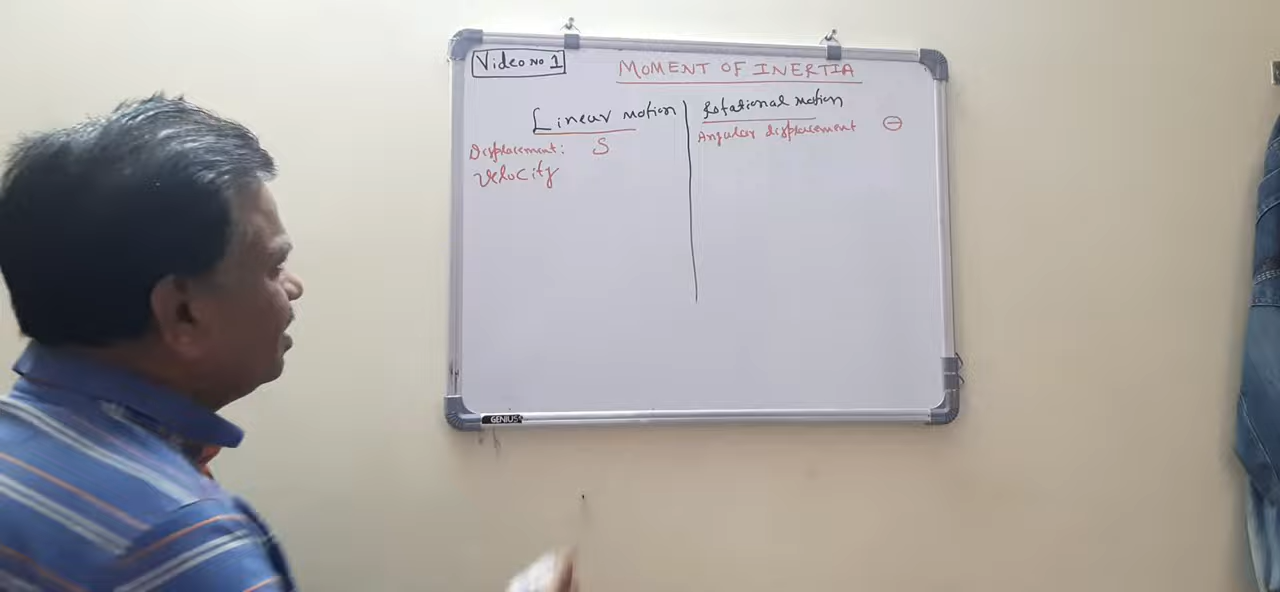 Video No 1
MOMENT OF INERTIA
Linear motion
Rotational motion
Displacement: S
Angular displacement θ
Velocity
GENIUS